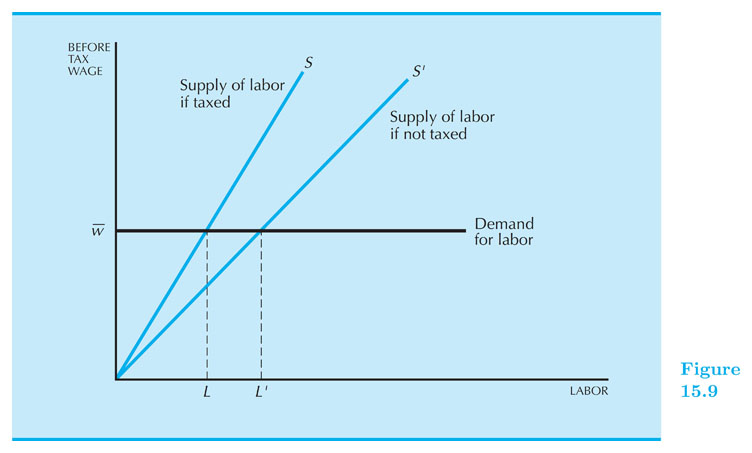 BEFORE
TAX
WAGE
S
S'
Supply of labor
if taxed
Supply of labor
if not taxed
w̅
Demand
for labor
L
L'
LABOR
Figure
15.9